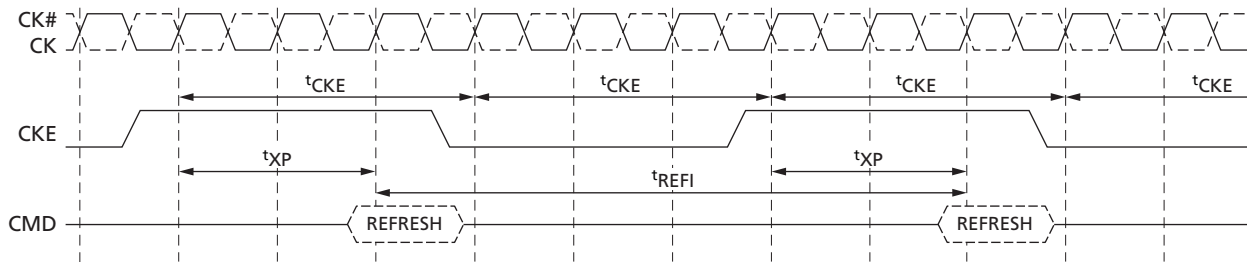 CK#
CK
tCKE tCKE tCKE tCKE
CKE
tXP tXP
tREFI
CMD REFRESH REFRESH